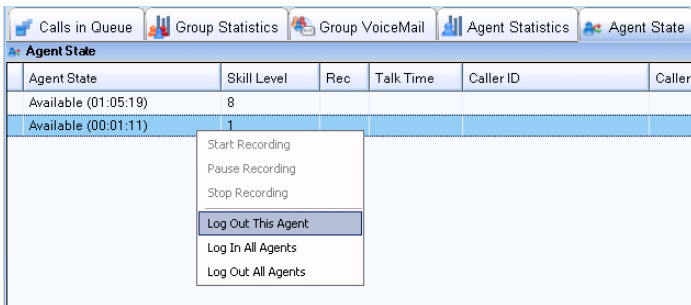 Calls in Queue Group Statistics Group VoiceMail Agent Statistics Agent State
Agent State
Agent State Skill Level Rec Talk Time Caller ID Caller
Available (01:05:19) 8
Available (00:01:11) 1
Start Recording
Pause Recording
Stop Recording
Log Out This Agent
Log In All Agents
Log Out All Agents